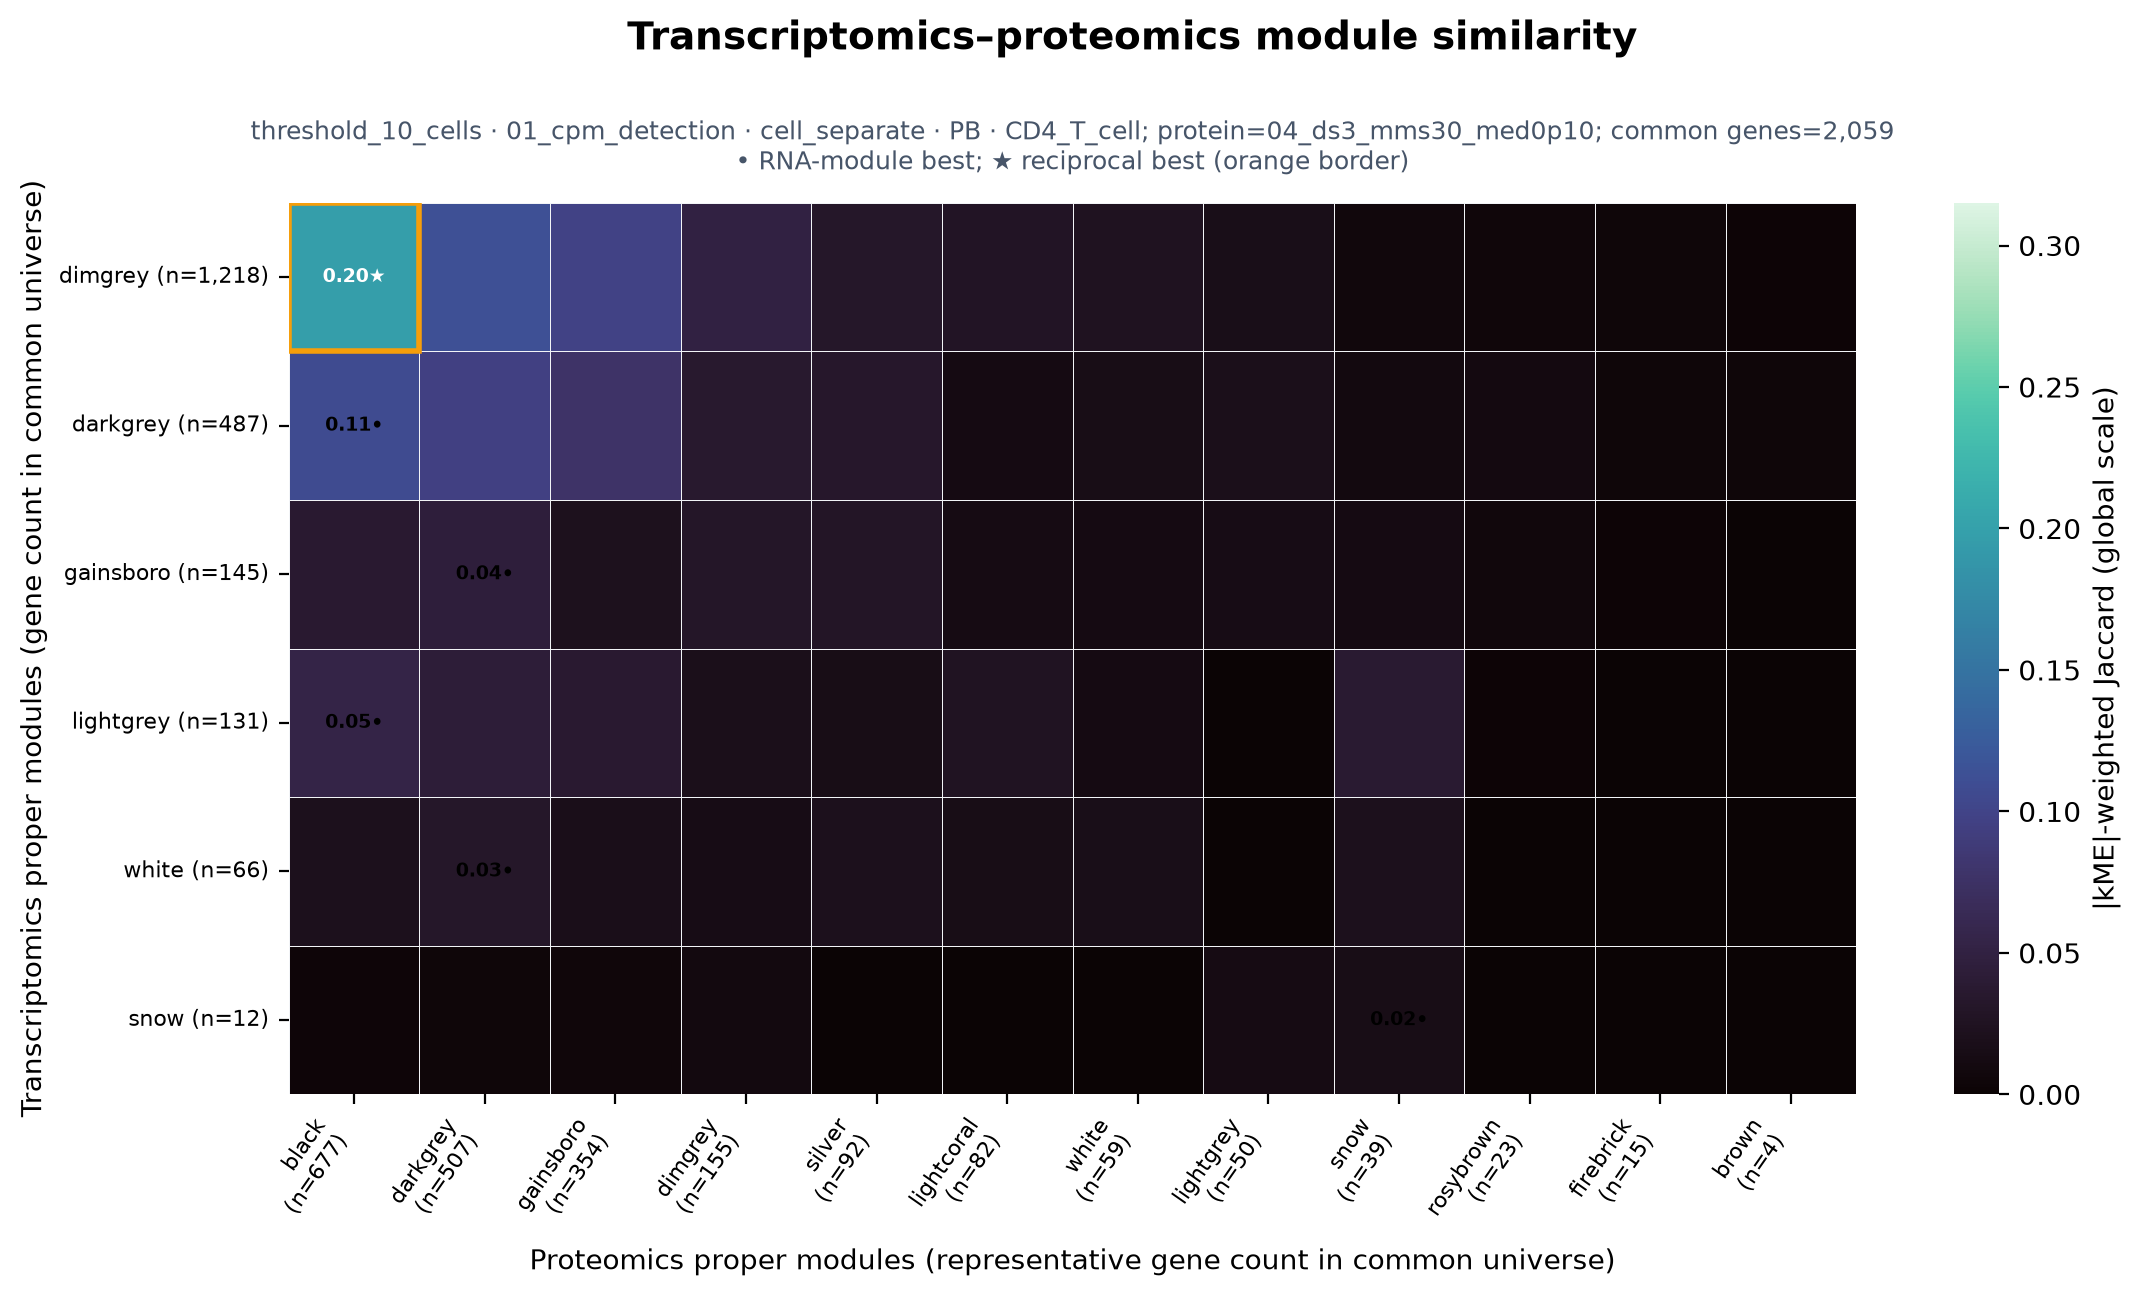 Transcriptomics–proteomics module similarity
threshold_10_cells · 01_cpm_detection · cell_separate · PB · CD4_T_cell; protein=04_ds3_mms30_med0p10; common genes=2,059
• RNA-module best; ★ reciprocal best (orange border)
Transcriptomics proper modules (gene count in common universe)
dimgrey (n=1,218)
0.20★
darkgrey (n=487)
0.11•
gainsboro (n=145)
0.04•
lightgrey (n=131)
0.05•
white (n=66)
0.03•
snow (n=12)
0.02•
black
(n=677)
darkgrey
(n=507)
gainsboro
(n=354)
dimgrey
(n=155)
silver
(n=92)
lightcoral
(n=82)
white
(n=59)
lightgrey
(n=50)
snow
(n=39)
rosybrown
(n=23)
firebrick
(n=15)
brown
(n=4)
Proteomics proper modules (representative gene count in common universe)
0.30
0.25
0.20
0.15
0.10
0.05
0.00
|kME|-weighted Jaccard (global scale)